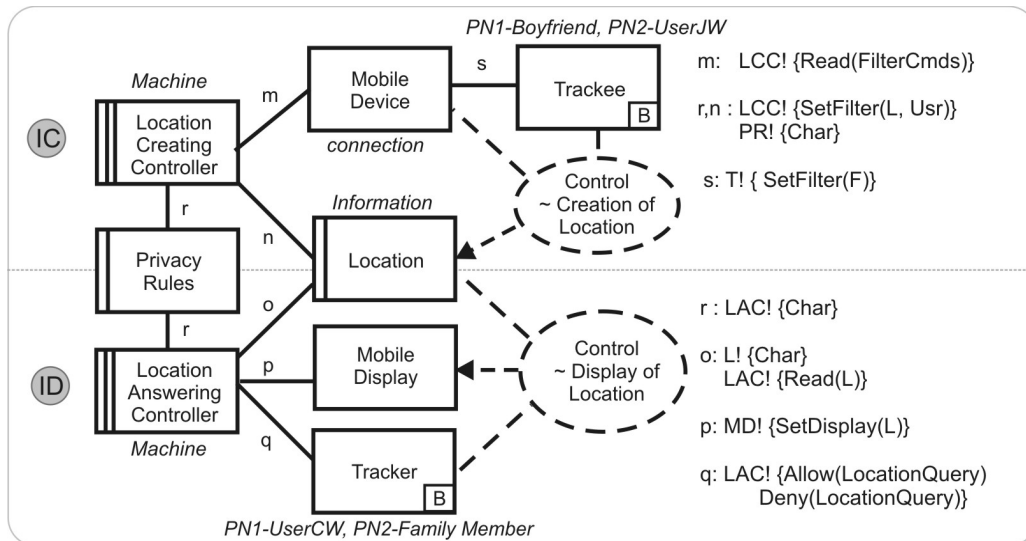 PN1-Boyfriend, PN2-UserJW
Machine
m
Mobile
Device
s
Trackee
B
m: LCC! {Read(FilterCmds)}
IC
Location
Creating
Controller
connection
r,n : LCC! {SetFilter(L, Usr)}
PR! {Char}
r
n
Information
Control
~ Creation of
Location
s: T! { SetFilter(F)}
Privacy
Rules
Location
r
o
r : LAC! {Char}
ID
Location
Answering
Controller
Machine
p
Mobile
Display
Control
~ Display of
Location
o: L! {Char}
LAC! {Read(L)}
p: MD! {SetDisplay(L)}
q
Tracker
B
q: LAC! {Allow(LocationQuery)
Deny(LocationQuery)}
PN1-UserCW, PN2-Family Member